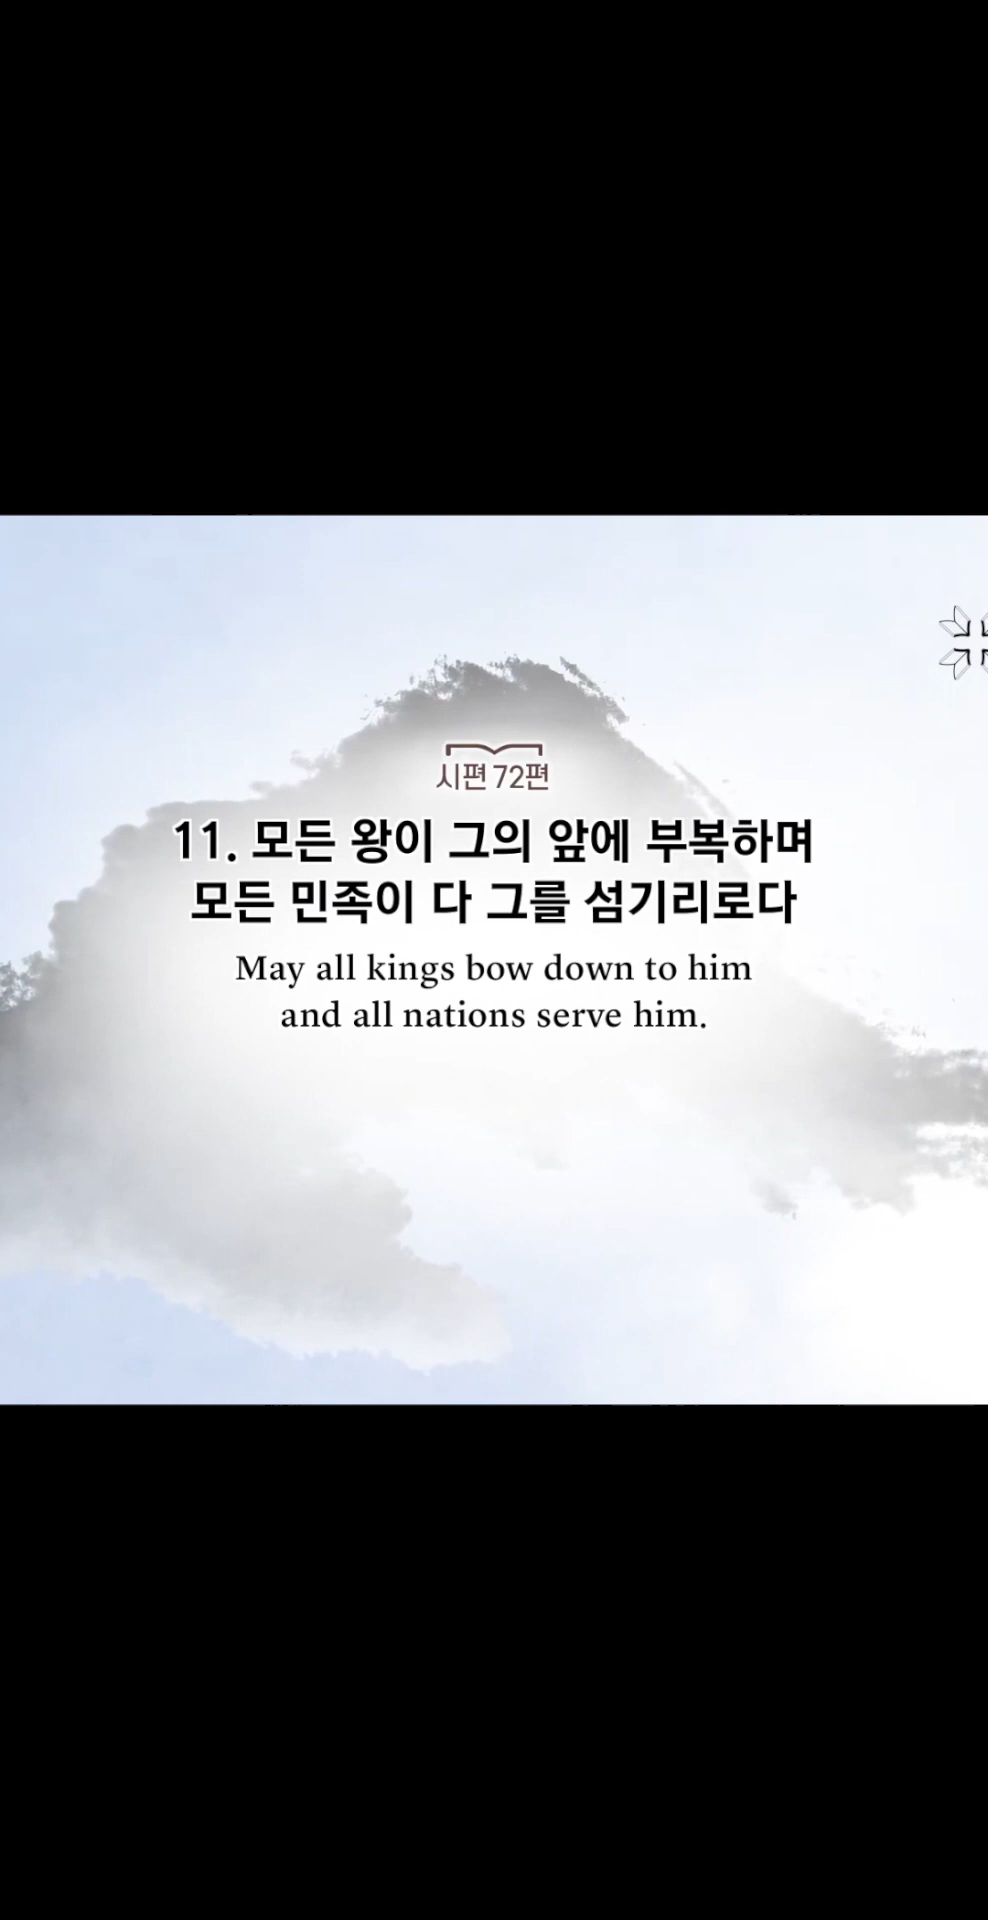 시편 72편
11. 모든 왕이 그의 앞에 부복하며
모든 민족이 다 그를 섬기리로다
May all kings bow down to him
and all nations serve him.